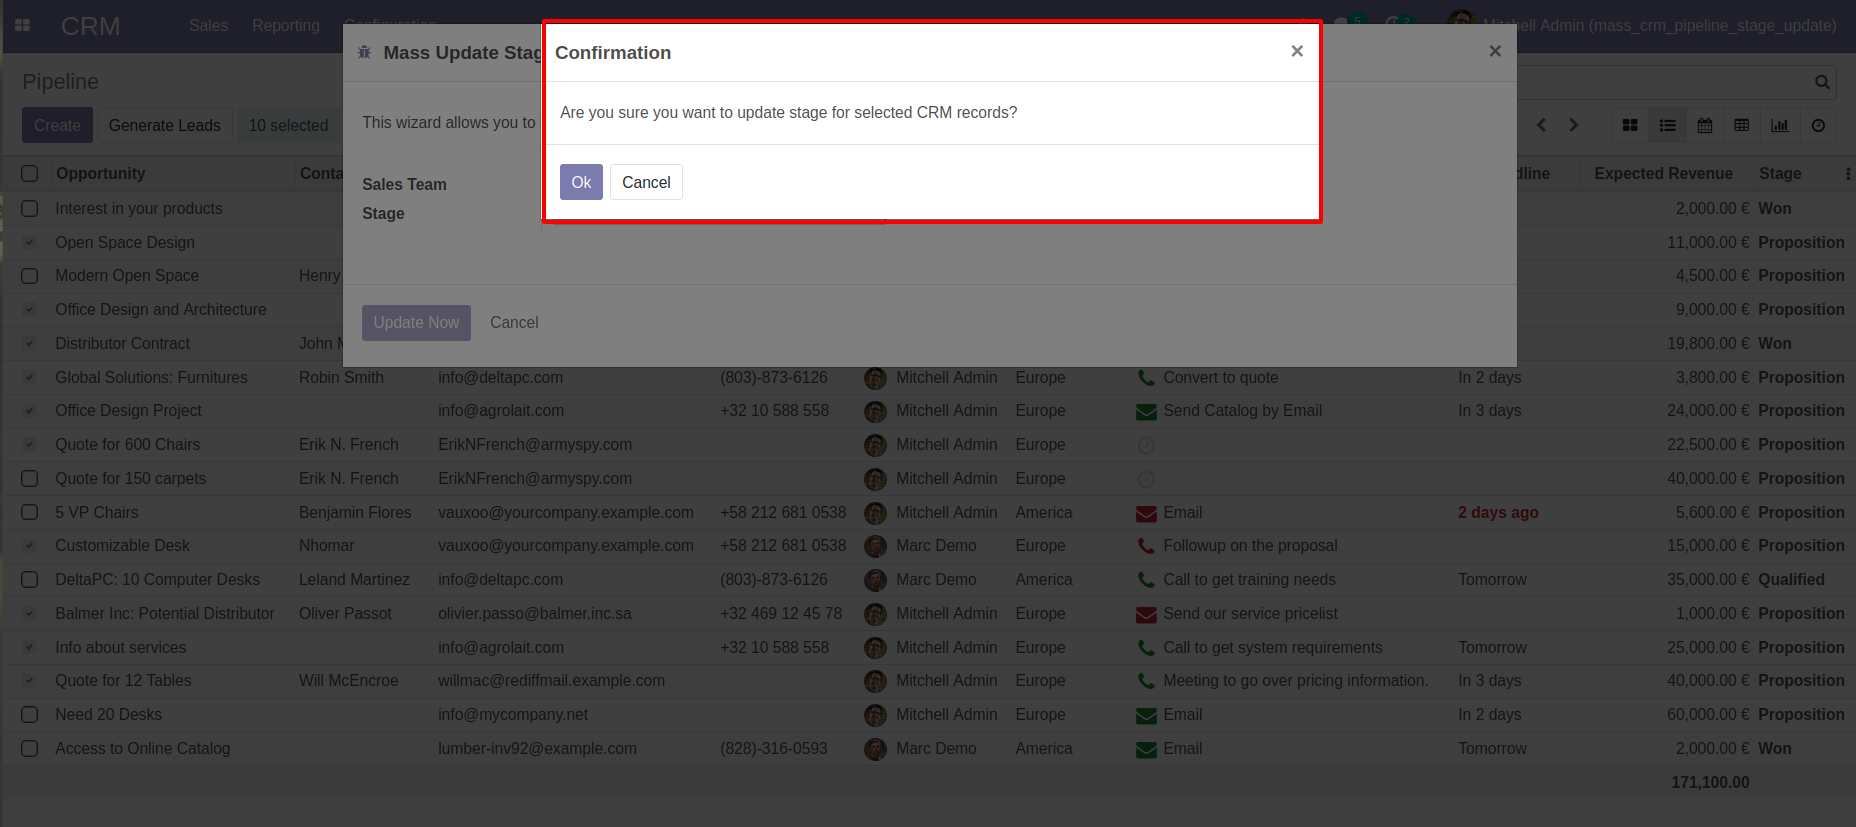 CRM Sales Reporting Configuration 5 2 Mitchell Admin (mass_crm_pipeline_stage_update)
Pipeline
Create Generate Leads 10 selected
Mass Update Stag
This wizard allows you to
Sales Team
Stage
Update Now Cancel
Confirmation
Are you sure you want to update stage for selected CRM records?
Ok Cancel
Opportunity Conta dline Expected Revenue Stage
Interest in your products 2,000.00 € Won
Open Space Design 11,000.00 € Proposition
Modern Open Space Henry 4,500.00 € Proposition
Office Design and Architecture 9,000.00 € Proposition
Distributor Contract John M 19,800.00 € Won
Global Solutions: Furnitures Robin Smith info@deltapc.com (803)-873-6126 Mitchell Admin Europe Convert to quote In 2 days 3,800.00 € Proposition
Office Design Project info@agrolait.com +32 10 588 558 Mitchell Admin Europe Send Catalog by Email In 3 days 24,000.00 € Proposition
Quote for 600 Chairs Erik N. French ErikNFrench@armyspy.com Mitchell Admin Europe 22,500.00 € Proposition
Quote for 150 carpets Erik N. French ErikNFrench@armyspy.com Mitchell Admin Europe 40,000.00 € Proposition
5 VP Chairs Benjamin Flores vauxoo@yourcompany.example.com +58 212 681 0538 Mitchell Admin America Email 2 days ago 5,600.00 € Proposition
Customizable Desk Nhomar vauxoo@yourcompany.example.com +58 212 681 0538 Marc Demo Europe Followup on the proposal 15,000.00 € Proposition
DeltaPC: 10 Computer Desks Leland Martinez info@deltapc.com (803)-873-6126 Marc Demo America Call to get training needs Tomorrow 35,000.00 € Qualified
Balmer Inc: Potential Distributor Oliver Passot olivier.passo@balmer.inc.sa +32 469 12 45 78 Mitchell Admin Europe Send our service pricelist 1,000.00 € Proposition
Info about services info@agrolait.com +32 10 588 558 Mitchell Admin Europe Call to get system requirements Tomorrow 25,000.00 € Proposition
Quote for 12 Tables Will McEncroe willmac@rediffmail.example.com Mitchell Admin Europe Meeting to go over pricing information. In 3 days 40,000.00 € Proposition
Need 20 Desks info@mycompany.net Mitchell Admin Europe Email In 2 days 60,000.00 € Proposition
Access to Online Catalog lumber-inv92@example.com (828)-316-0593 Marc Demo America Email Tomorrow 2,000.00 € Won
171,100.00